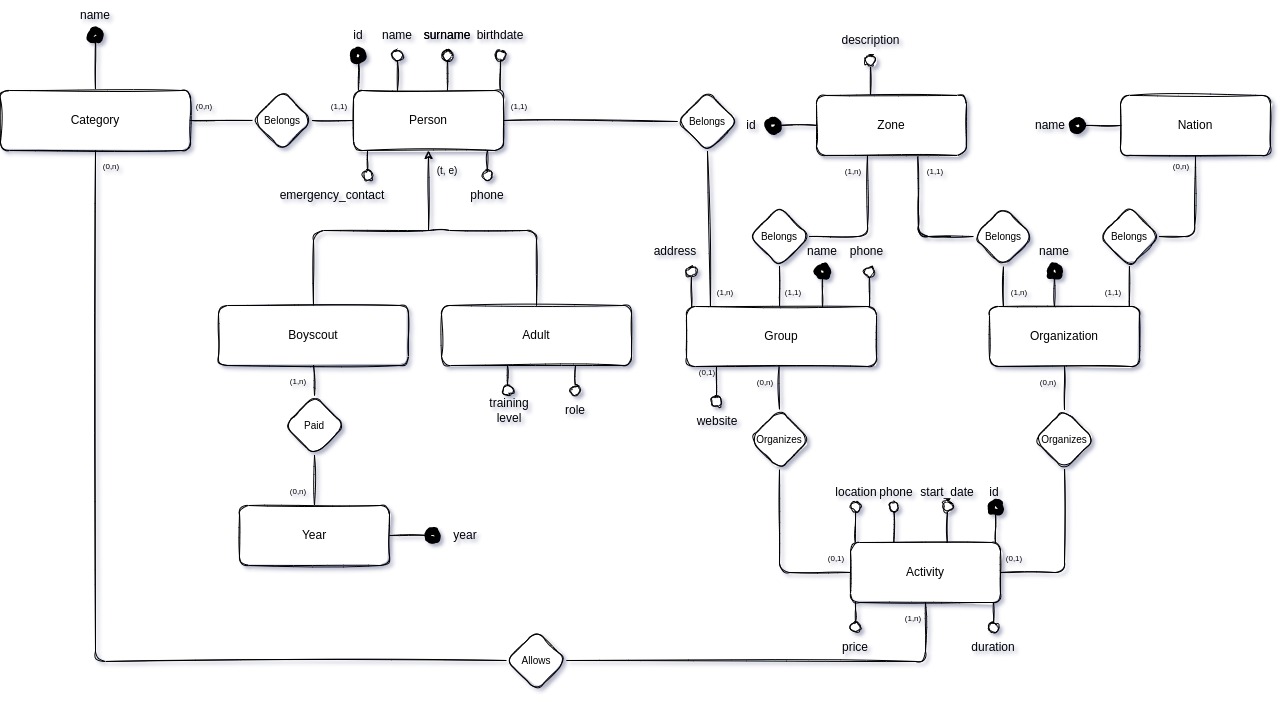 name
id name surname birthdate
description
Category
(0,n)
Belongs
(1,1)
Person
(1,1)
Belongs
id
Zone
name
Nation
(0,n)
emergency_contact
(t, e)
phone
(1,n)
(1,1)
(0,n)
Belongs
Belongs
Belongs
address
name
phone
name
(1,n)
(1,1)
(1,n)
(1,1)
Boyscout
Adult
Group
Organization
(1,n)
training
level
role
(0,1)
(0,n)
website
(0,n)
Paid
Organizes
Organizes
(0,n)
location phone start_date id
Year
year
(0,1)
Activity
(0,1)
(1,n)
price
duration
Allows